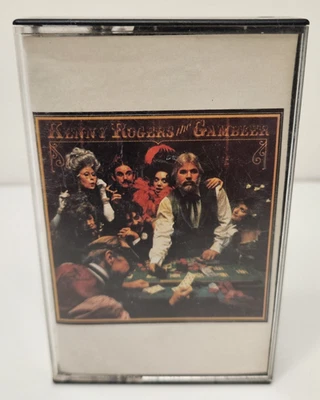 KENNY ROGERS the GAMBLER